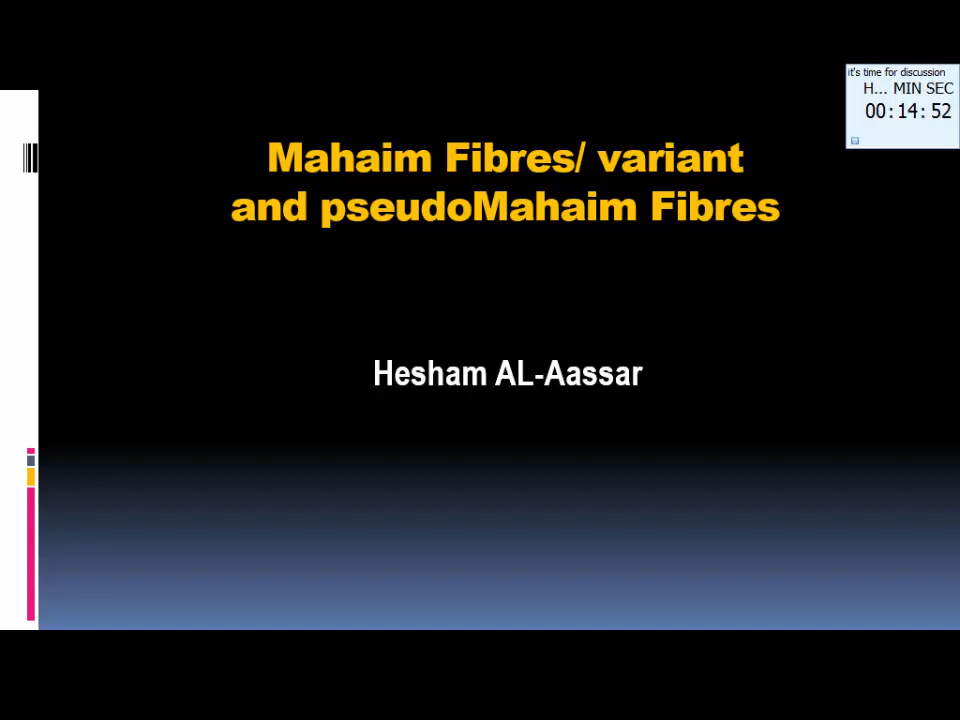 it's time for discussion
H... MIN SEC
00:14:52
Mahaim Fibres/ variant
and pseudoMahaim Fibres
Hesham AL-Aassar